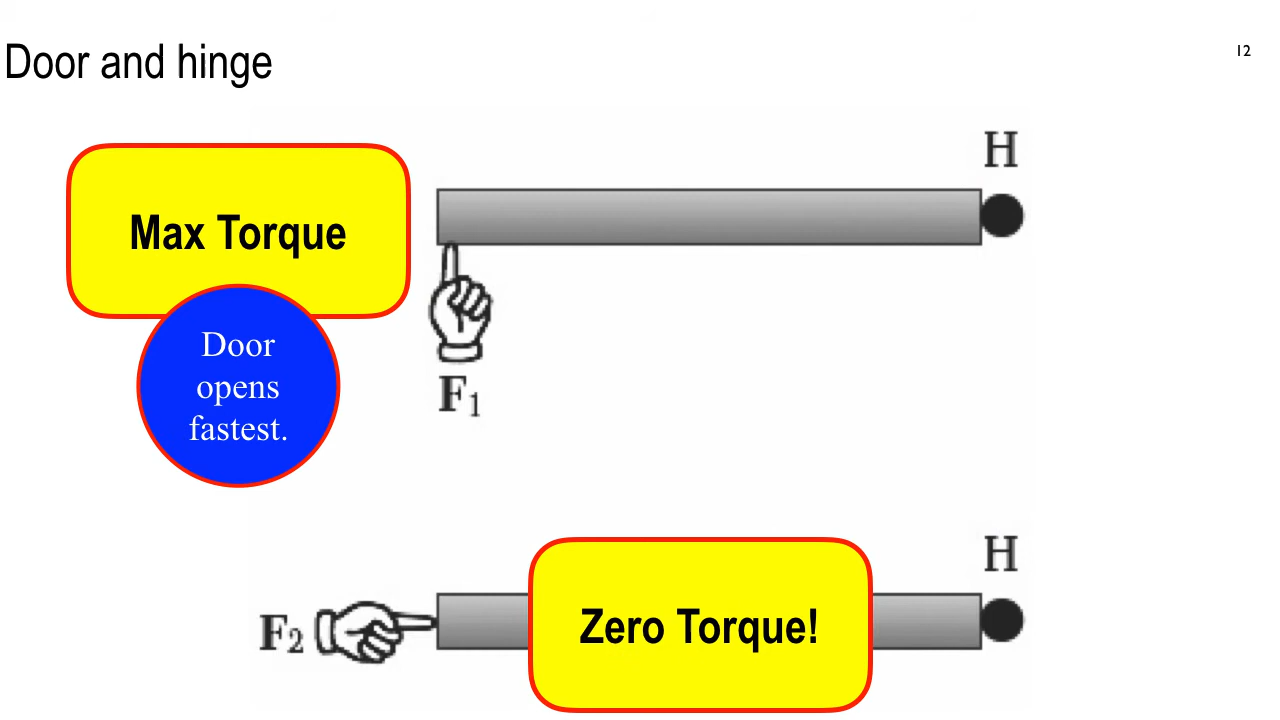 Door and hinge
12
H
Max Torque
Door
opens
fastest.
F₁
H
F₂
Zero Torque!